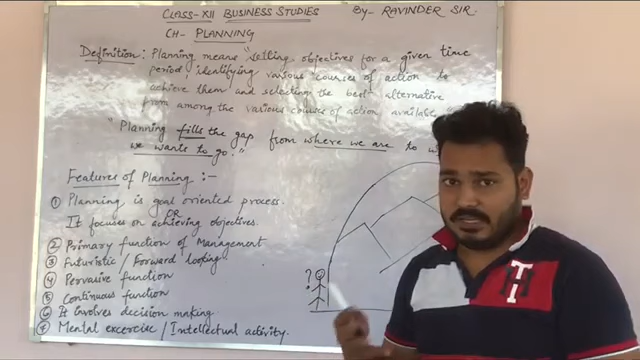 CLASS-XII BUSINESS STUDIES BY- RAVINDER SIR.
CH- PLANNING
Definition: Planning means "setting objectives for a given time
period, identifying various courses of action to
achieve them and selecting the best alternative
from among the various courses of action available
"Planning fills the gap from where we are to
we wants to go."
Features of Planning :-
① Planning is goal oriented process.
OR
It focuses on achieving objectives.
② Primary function of Management
③ Futuristic / Forward looking
④ Pervasive function
⑤ Continuous function
⑥ It involves decision making
⑦ Mental excercise / Intellectual activity.
?